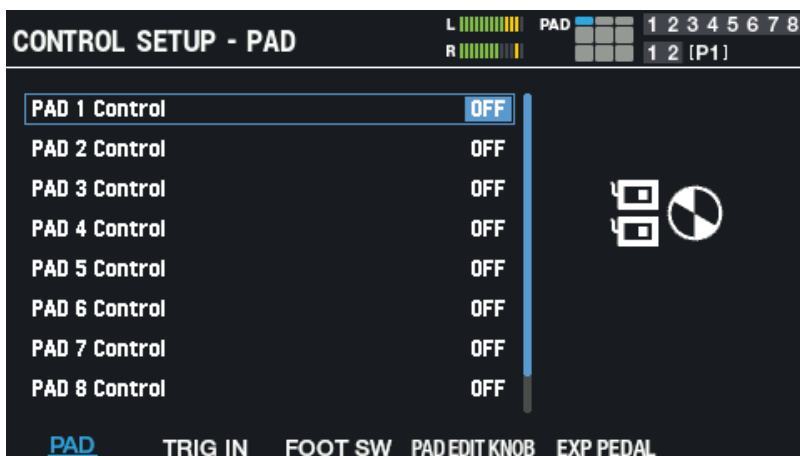 CONTROL SETUP - PAD
L
R
PAD
1 2 3 4 5 6 7 8
1 2 [P1]
PAD 1 Control OFF
PAD 2 Control OFF
PAD 3 Control OFF
PAD 4 Control OFF
PAD 5 Control OFF
PAD 6 Control OFF
PAD 7 Control OFF
PAD 8 Control OFF
PAD TRIG IN FOOT SW PAD EDIT KNOB EXP PEDAL